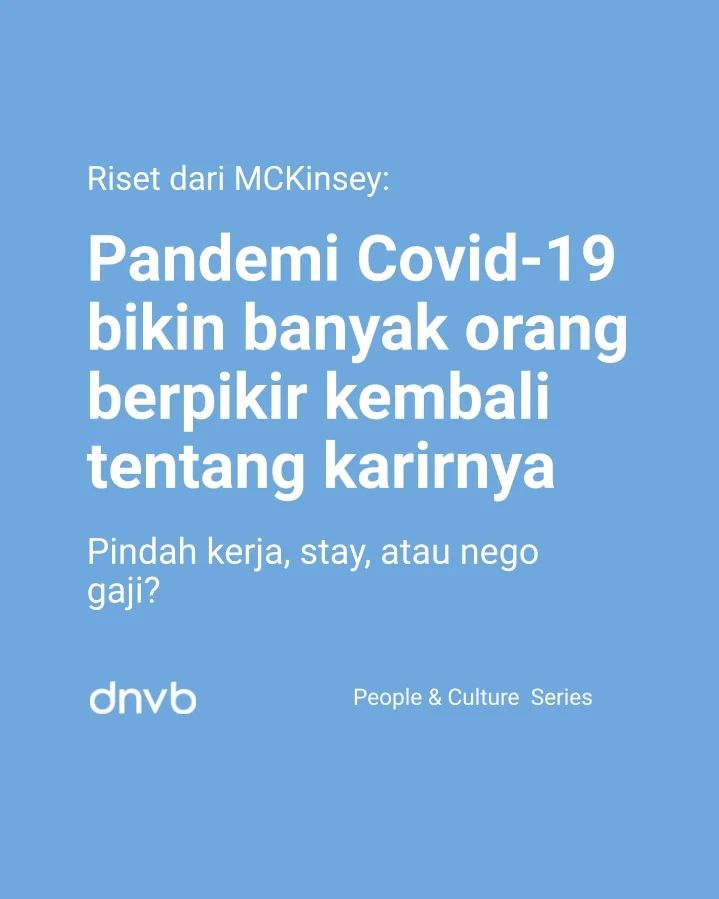 Riset dari MCKinsey:
Pandemi Covid-19
bikin banyak orang
berpikir kembali
tentang karirnya
Pindah kerja, stay, atau nego
gaji?
dnvb
People & Culture  Series